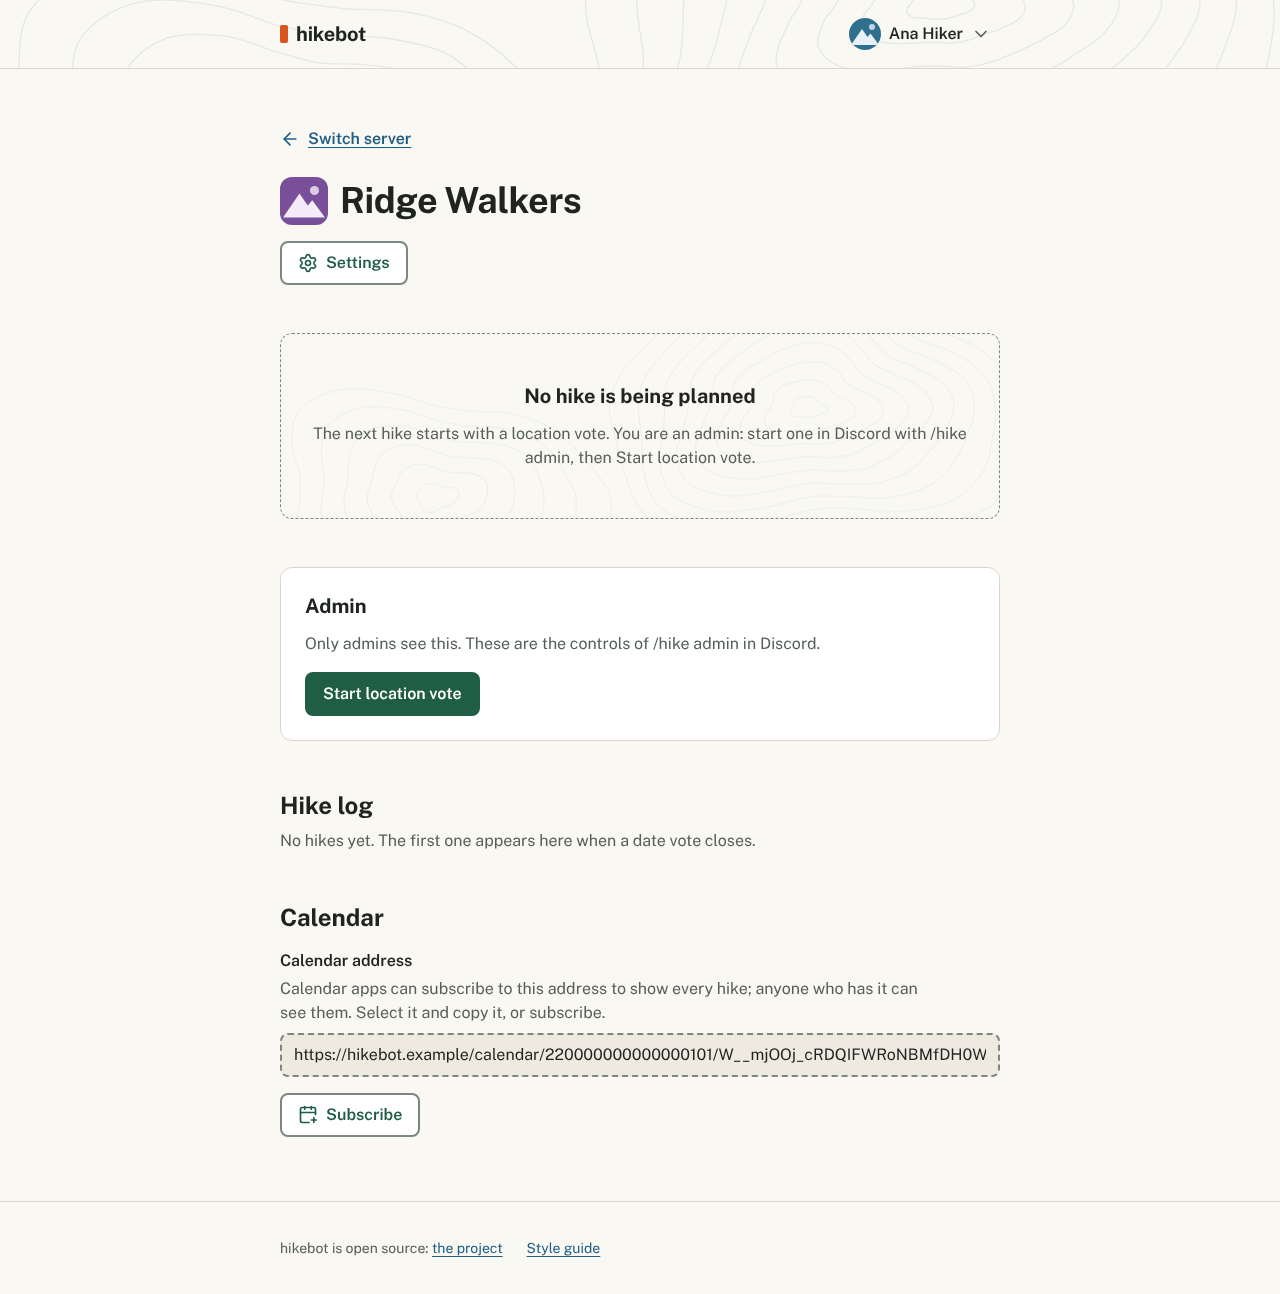 hikebot
Ana Hiker
Switch server
Ridge Walkers
Settings
No hike is being planned
The next hike starts with a location vote. You are an admin: start one in Discord with /hike
admin, then Start location vote.
Admin
Only admins see this. These are the controls of /hike admin in Discord.
Start location vote
Hike log
No hikes yet. The first one appears here when a date vote closes.
Calendar
Calendar address
Calendar apps can subscribe to this address to show every hike; anyone who has it can
see them. Select it and copy it, or subscribe.
https://hikebot.example/calendar/220000000000000101/W__mjOOj_cRDQIFWRoNBMfDH0W
Subscribe
hikebot is open source: the project
Style guide